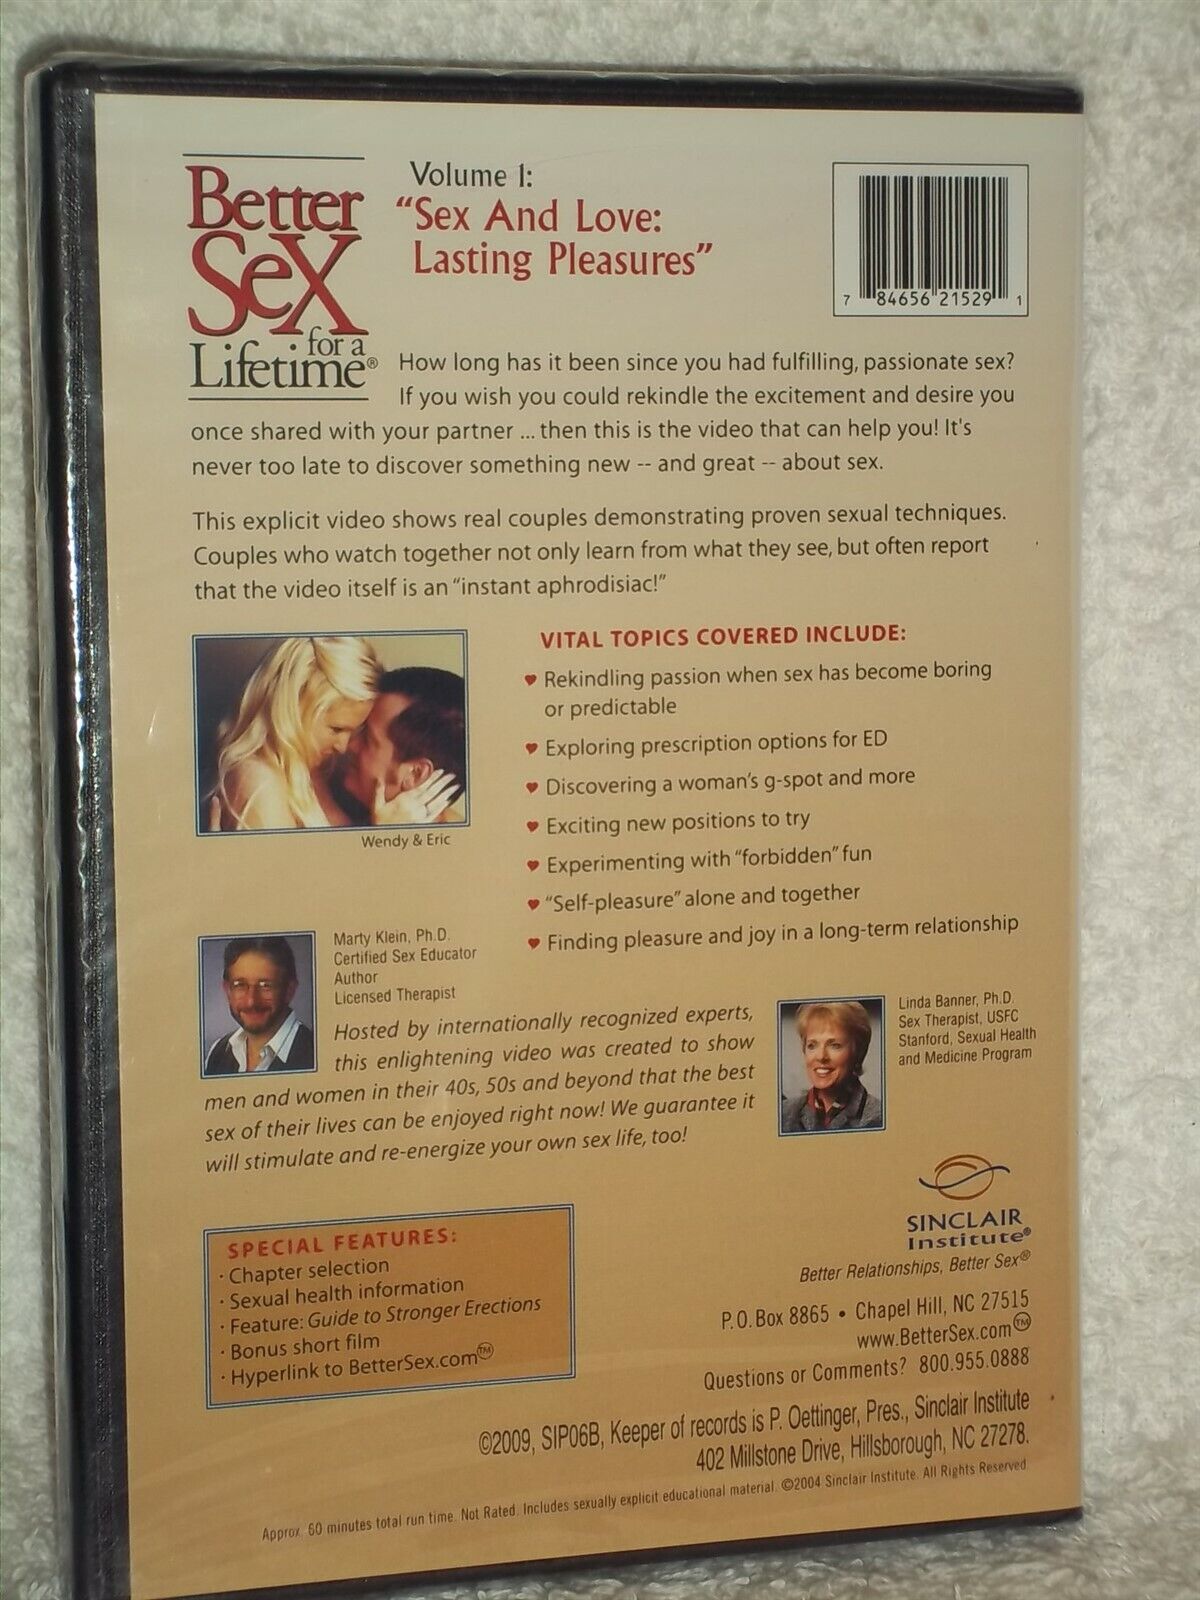 Better
Sex
for a
Lifetime®
Volume 1:
“Sex And Love:
Lasting Pleasures”
7 84656 21529 1
How long has it been since you had fulfilling, passionate sex?
If you wish you could rekindle the excitement and desire you
once shared with your partner ... then this is the video that can help you! It's
never too late to discover something new -- and great -- about sex.
This explicit video shows real couples demonstrating proven sexual techniques.
Couples who watch together not only learn from what they see, but often report
that the video itself is an “instant aphrodisiac!”
Wendy & Eric
VITAL TOPICS COVERED INCLUDE:
♥ Rekindling passion when sex has become boring
or predictable
♥ Exploring prescription options for ED
♥ Discovering a woman's g-spot and more
♥ Exciting new positions to try
♥ Experimenting with “forbidden” fun
♥ “Self-pleasure” alone and together
♥ Finding pleasure and joy in a long-term relationship
Marty Klein, Ph.D.
Certified Sex Educator
Author
Licensed Therapist
Hosted by internationally recognized experts,
this enlightening video was created to show
men and women in their 40s, 50s and beyond that the best
sex of their lives can be enjoyed right now! We guarantee it
will stimulate and re-energize your own sex life, too!
Linda Banner, Ph.D.
Sex Therapist, USFC
Stanford, Sexual Health
and Medicine Program
SPECIAL FEATURES:
· Chapter selection
· Sexual health information
· Feature: Guide to Stronger Erections
· Bonus short film
· Hyperlink to BetterSex.com™
SINCLAIR
Institute®
Better Relationships, Better Sex®
P.O. Box 8865 • Chapel Hill, NC 27515
www.BetterSex.com™
Questions or Comments? 800.955.0888
©2009, SIP06B, Keeper of records is P. Oettinger, Pres., Sinclair Institute
402 Millstone Drive, Hillsborough, NC 27278.
Approx. 60 minutes total run time. Not Rated. Includes sexually explicit educational material. ©2004 Sinclair Institute. All Rights Reserved.